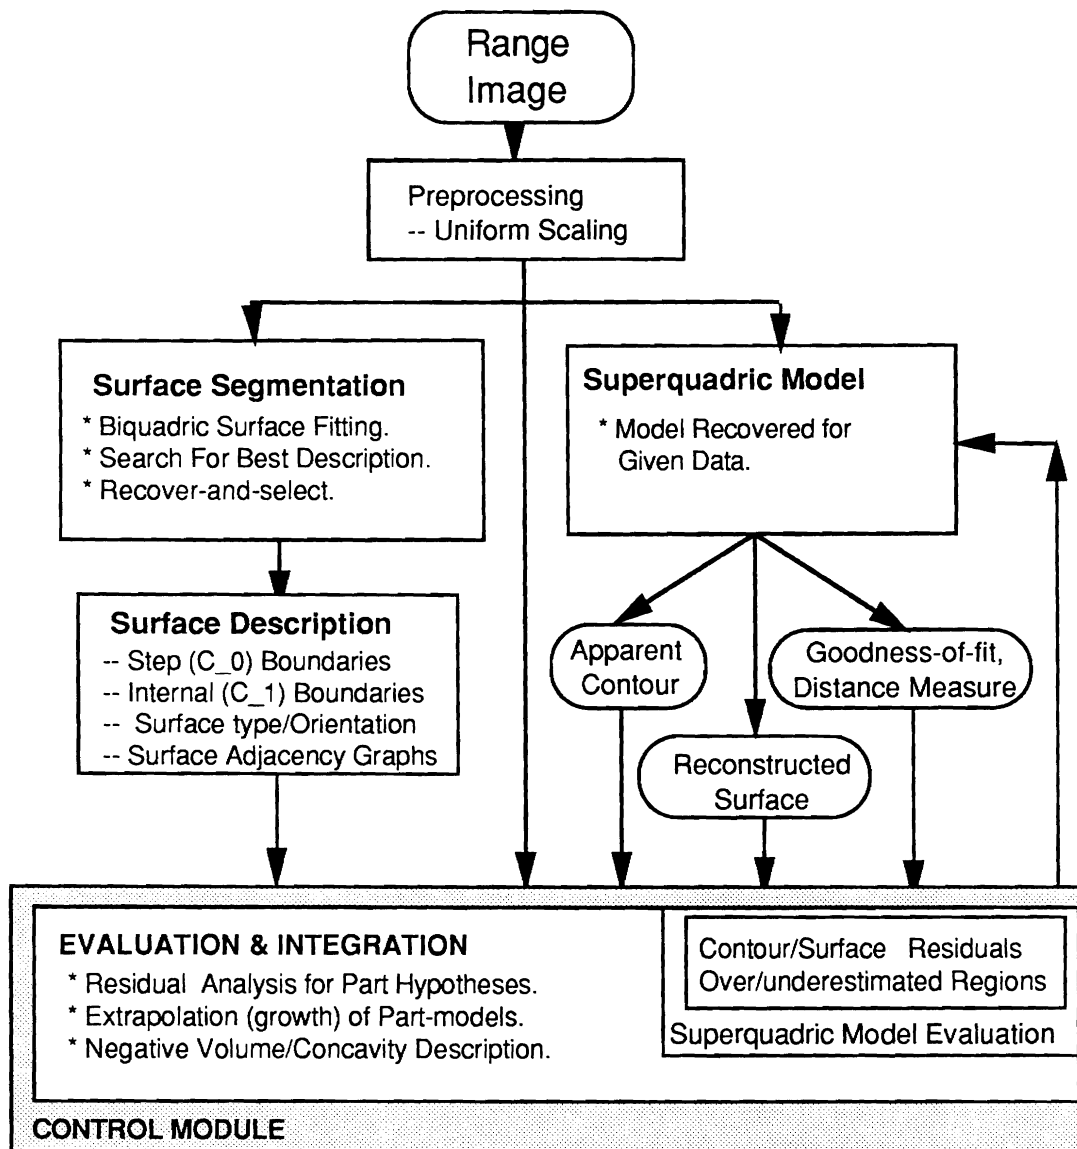 Range
Image
Preprocessing
-- Uniform Scaling
Surface Segmentation
* Biquadric Surface Fitting.
* Search For Best Description.
* Recover-and-select.
Superquadric Model
* Model Recovered for
Given Data.
Surface Description
-- Step (C_0) Boundaries
-- Internal (C_1) Boundaries
-- Surface type/Orientation
-- Surface Adjacency Graphs
Apparent
Contour
Goodness-of-fit,
Distance Measure
Reconstructed
Surface
EVALUATION & INTEGRATION
* Residual Analysis for Part Hypotheses.
* Extrapolation (growth) of Part-models.
* Negative Volume/Concavity Description.
Contour/Surface Residuals
Over/underestimated Regions
Superquadric Model Evaluation
CONTROL MODULE